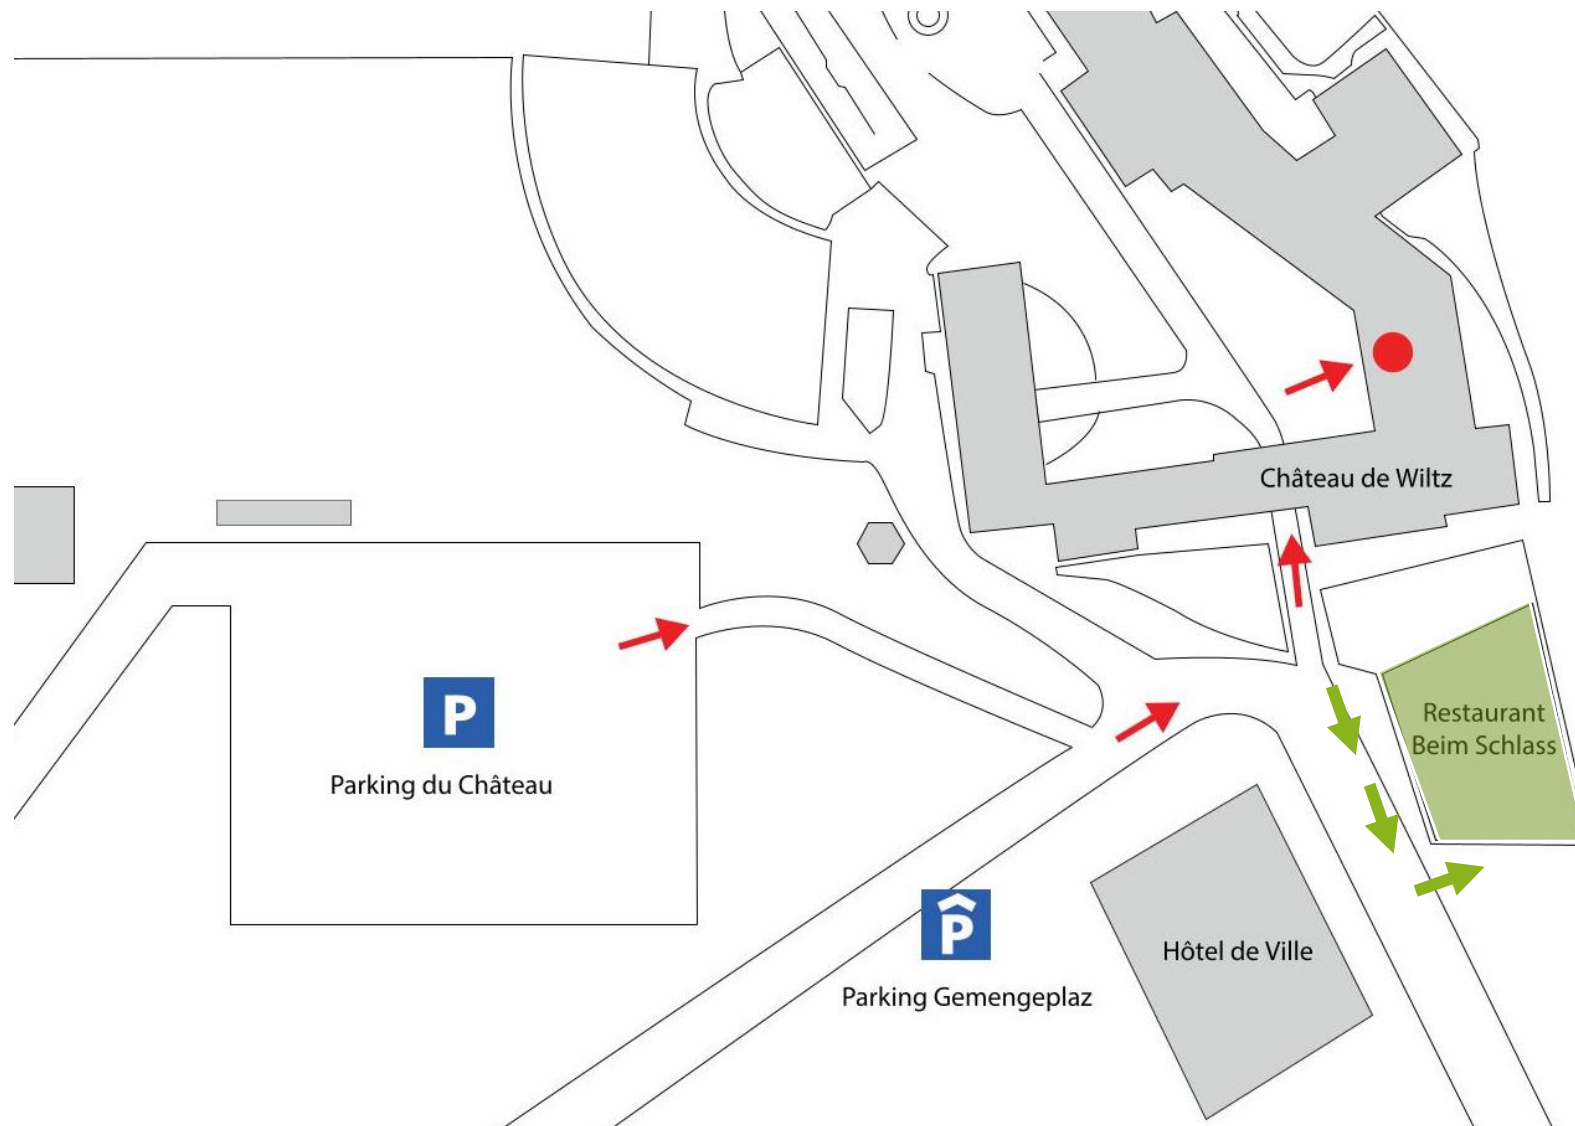 Château de Wiltz
Restaurant
Beim Schlass
P
Parking du Château
P
Hôtel de Ville
Parking Gemengeplaz